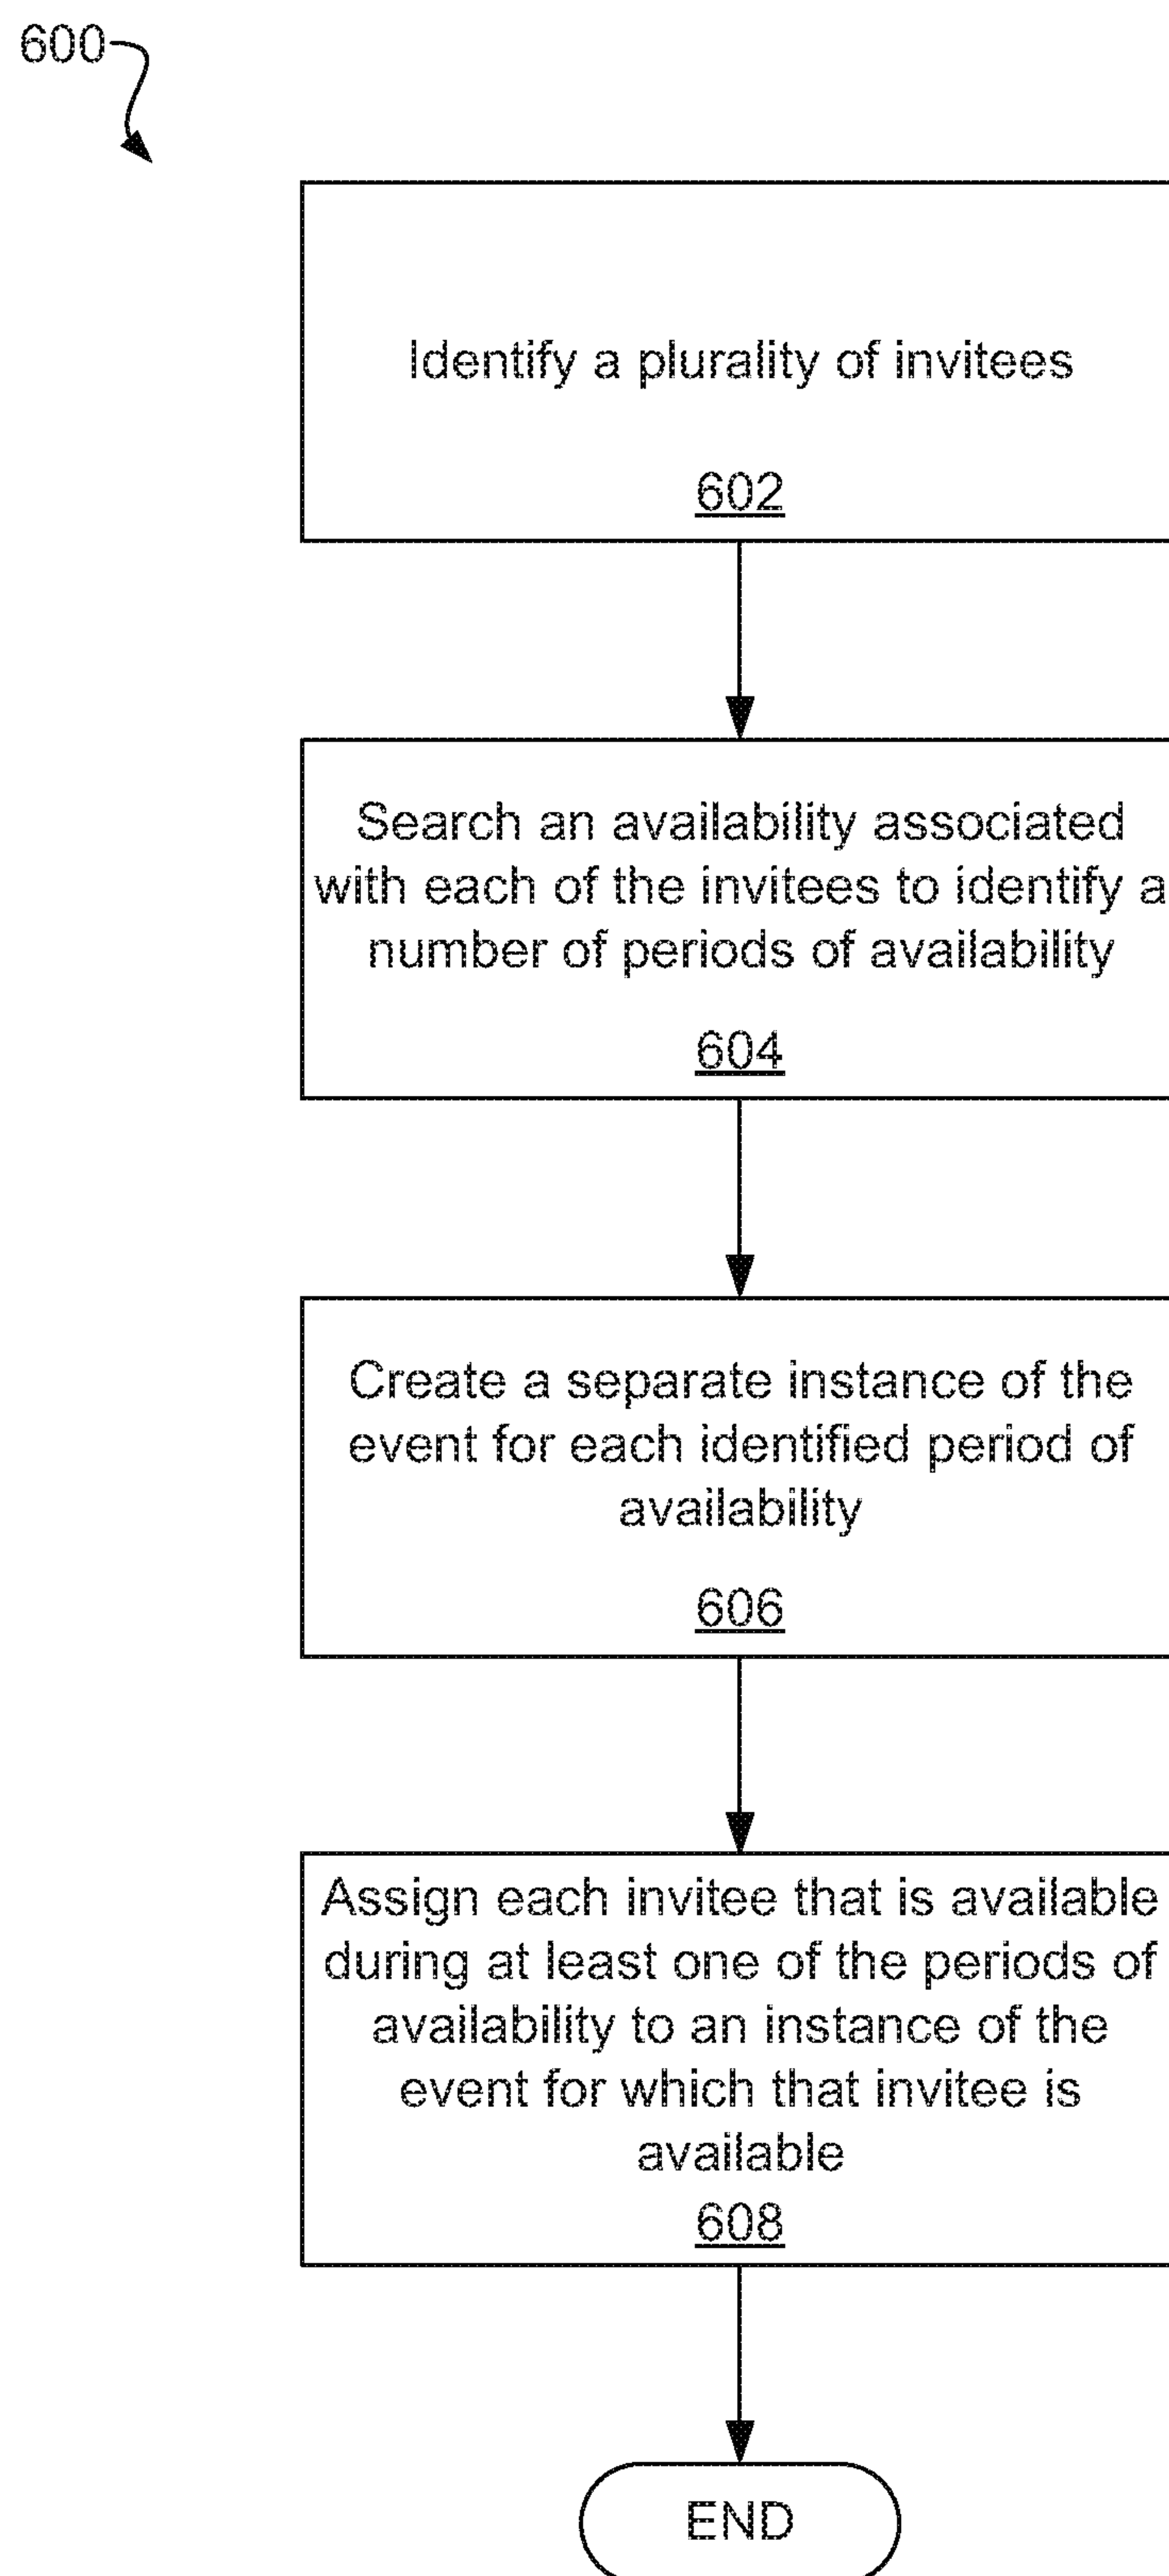 600
Identify a plurality of invitees
602
Search an availability associated
with each of the invitees to identify a
number of periods of availability
604
Create a separate instance of the
event for each identified period of
availability
606
Assign each invitee that is available
during at least one of the periods of
availability to an instance of the
event for which that invitee is
available
608
END